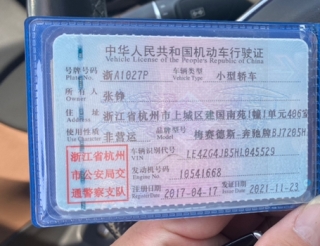 中华人民共和国机动车行驶证
Vehicle License of the People's Republic of China
号牌号码 浙A1027P 车辆类型 小型轿车
Plate No. Vehicle Type
所有人 张铮
Owner
住址 浙江省杭州市上城区建国南苑1幢1单元406室
Address
使用性质 非营运 品牌型号 梅赛德斯-奔驰牌BJ7205H
Use Character Model
浙江省杭州 车辆识别代号 LE4ZG4JB5HL045529
市公安局交 VIN
通警察支队 发动机号码 10541668
Engine No.
注册日期 2017-04-17 发证日期 2021-11-23
Register Date Issue Date